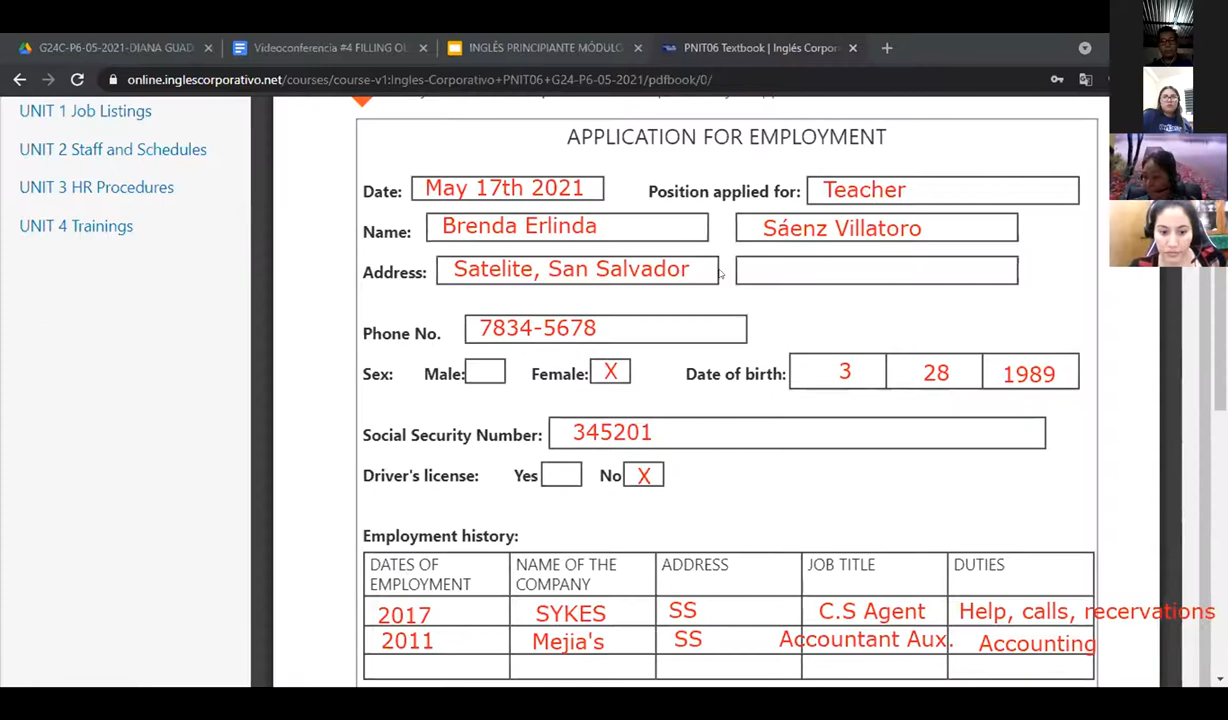 G24C-P6-05-2021-DIANA GUAD
Videoconferencia #4 FILLING OU
INGLÉS PRINCIPIANTE MÓDULO
PNIT06 Textbook | Inglés Corpor
online.inglescorporativo.net/courses/course-v1:Ingles-Corporativo+PNIT06+G24-P6-05-2021/pdfbook/0/
UNIT 1 Job Listings
UNIT 2 Staff and Schedules
UNIT 3 HR Procedures
UNIT 4 Trainings
APPLICATION FOR EMPLOYMENT
Date: May 17th 2021 Position applied for: Teacher
Name: Brenda Erlinda Sáenz Villatoro
Address: Satelite, San Salvador
Phone No. 7834-5678
Sex: Male: Female: X Date of birth: 3 28 1989
Social Security Number: 345201
Driver's license: Yes No X
Employment history:
DATES OF EMPLOYMENT NAME OF THE COMPANY ADDRESS JOB TITLE DUTIES
2017 SYKES SS C.S Agent Help, calls, recervations
2011 Mejia's SS Accountant Aux. Accounting